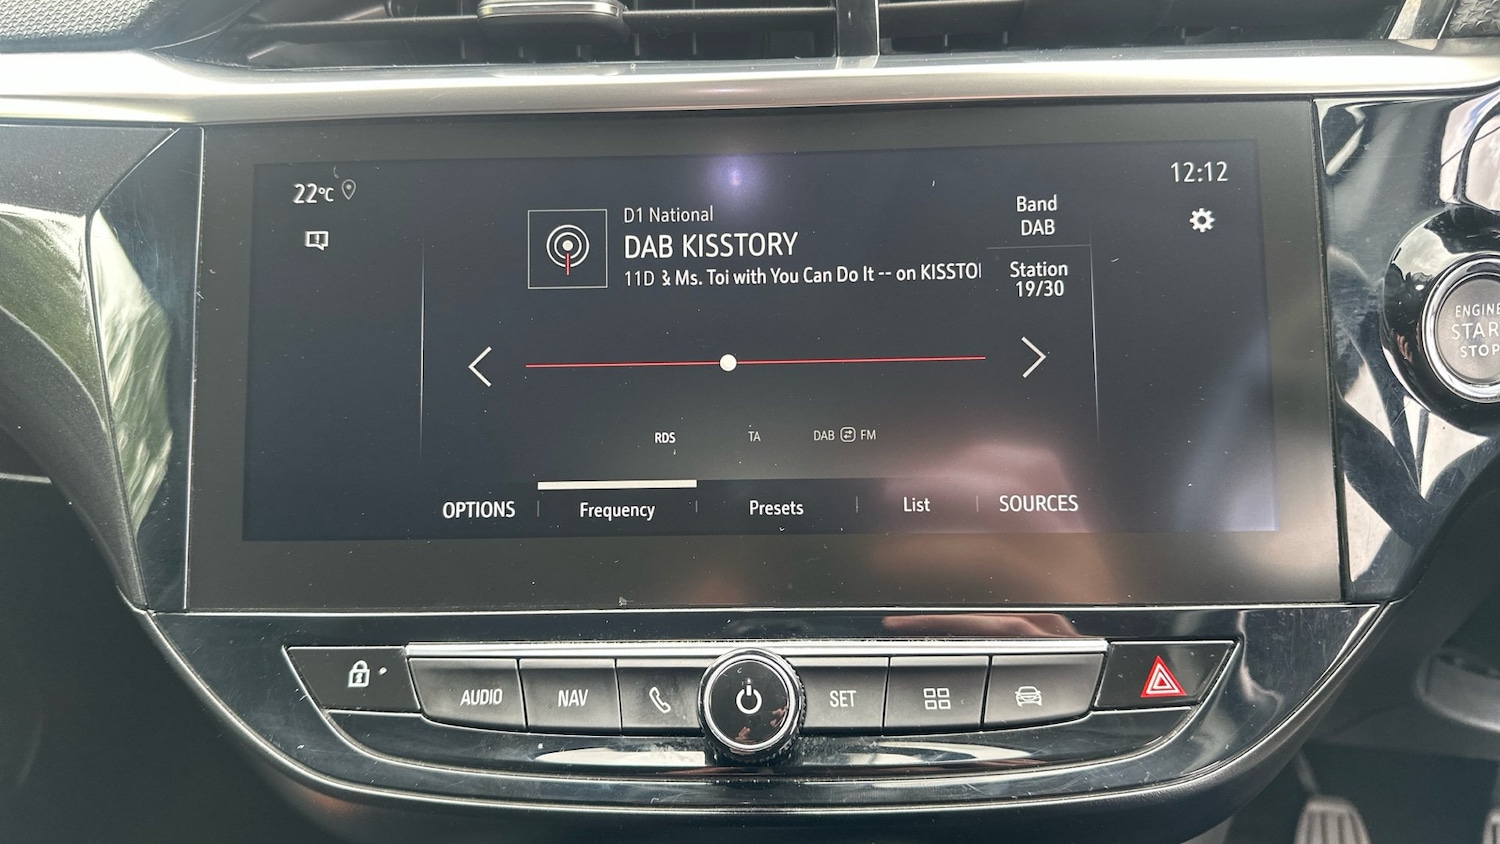 22°C
12:12
D1 National
DAB KISSTORY
11D & Ms. Toi with You Can Do It -- on KISSTO
Band
DAB
Station
19/30
RDS
TA
DAB
FM
OPTIONS
Frequency
Presets
List
SOURCES
ENGINE
START
STOP
AUDIO
NAV
SET